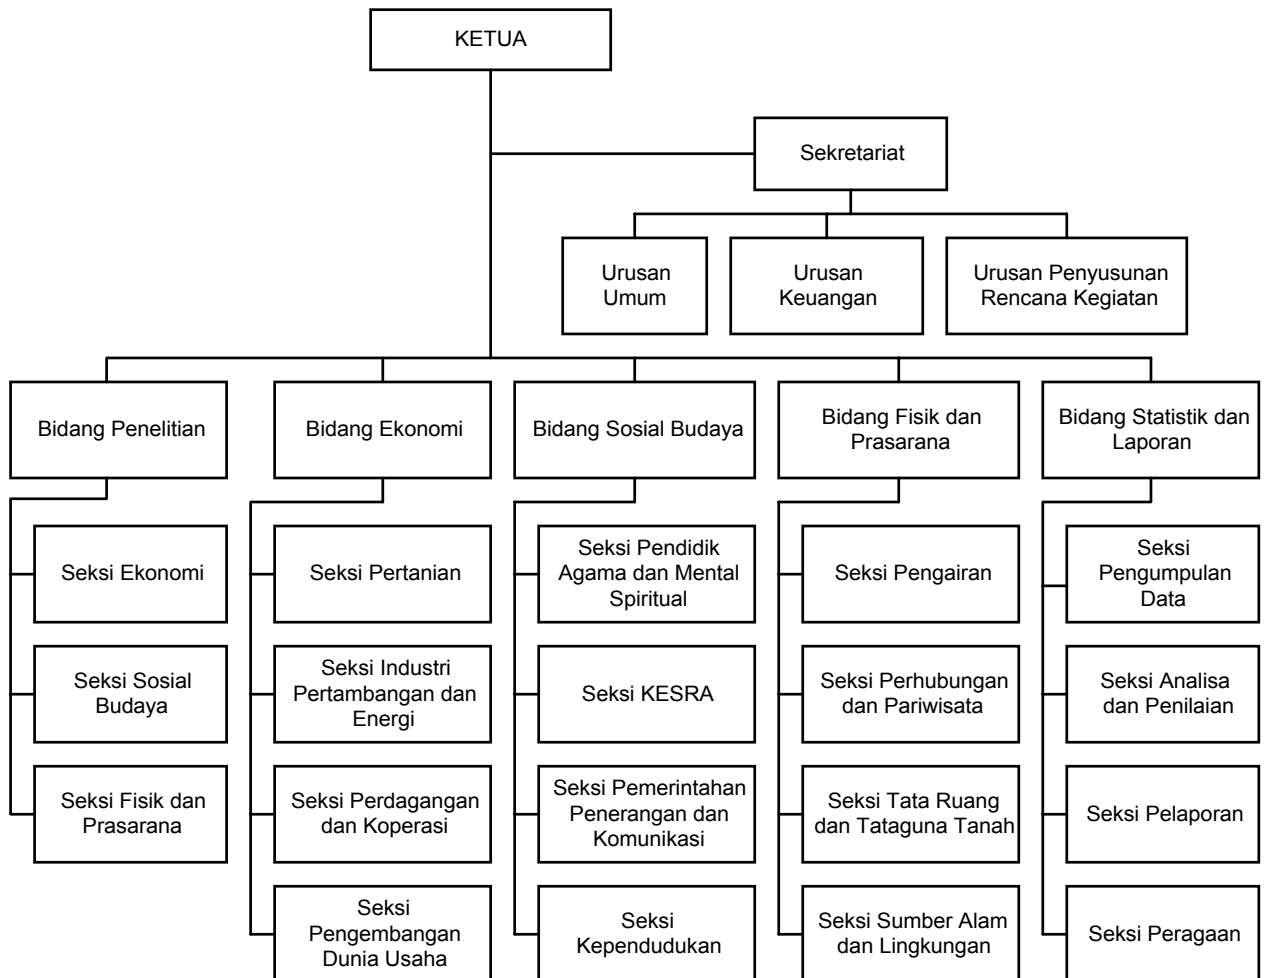 KETUA
Sekretariat
Urusan
Umum
Urusan
Keuangan
Urusan Penyusunan
Rencana Kegiatan
Bidang Penelitian
Bidang Ekonomi
Bidang Sosial Budaya
Bidang Fisik dan
Prasarana
Bidang Statistik dan
Laporan
Seksi Ekonomi
Seksi Pertanian
Seksi Pendidik
Agama dan Mental
Spiritual
Seksi Pengairan
Seksi
Pengumpulan
Data
Seksi Sosial
Budaya
Seksi Industri
Pertambangan dan
Energi
Seksi KESRA
Seksi Perhubungan
dan Pariwisata
Seksi Analisa
dan Penilaian
Seksi Fisik dan
Prasarana
Seksi Perdagangan
dan Koperasi
Seksi Pemerintahan
Penerangan dan
Komunikasi
Seksi Tata Ruang
dan Tataguna Tanah
Seksi Pelaporan
Seksi
Pengembangan
Dunia Usaha
Seksi
Kependudukan
Seksi Sumber Alam
dan Lingkungan
Seksi Peragaan